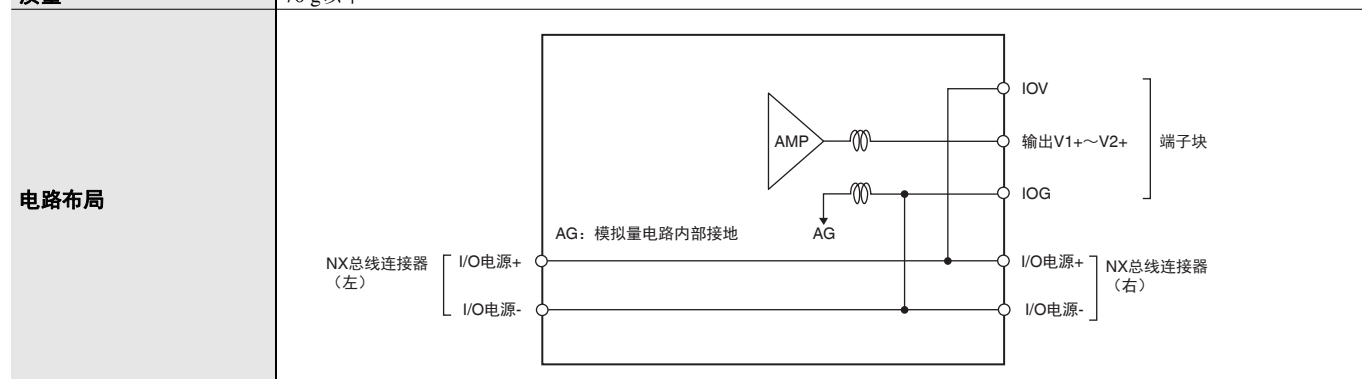 电路布局
IOV
AMP
输出V1+～V2+
端子块
IOG
AG：模拟量电路内部接地
AG
NX总线连接器
（左）
I/O电源+
I/O电源+
NX总线连接器
（右）
I/O电源-
I/O电源-